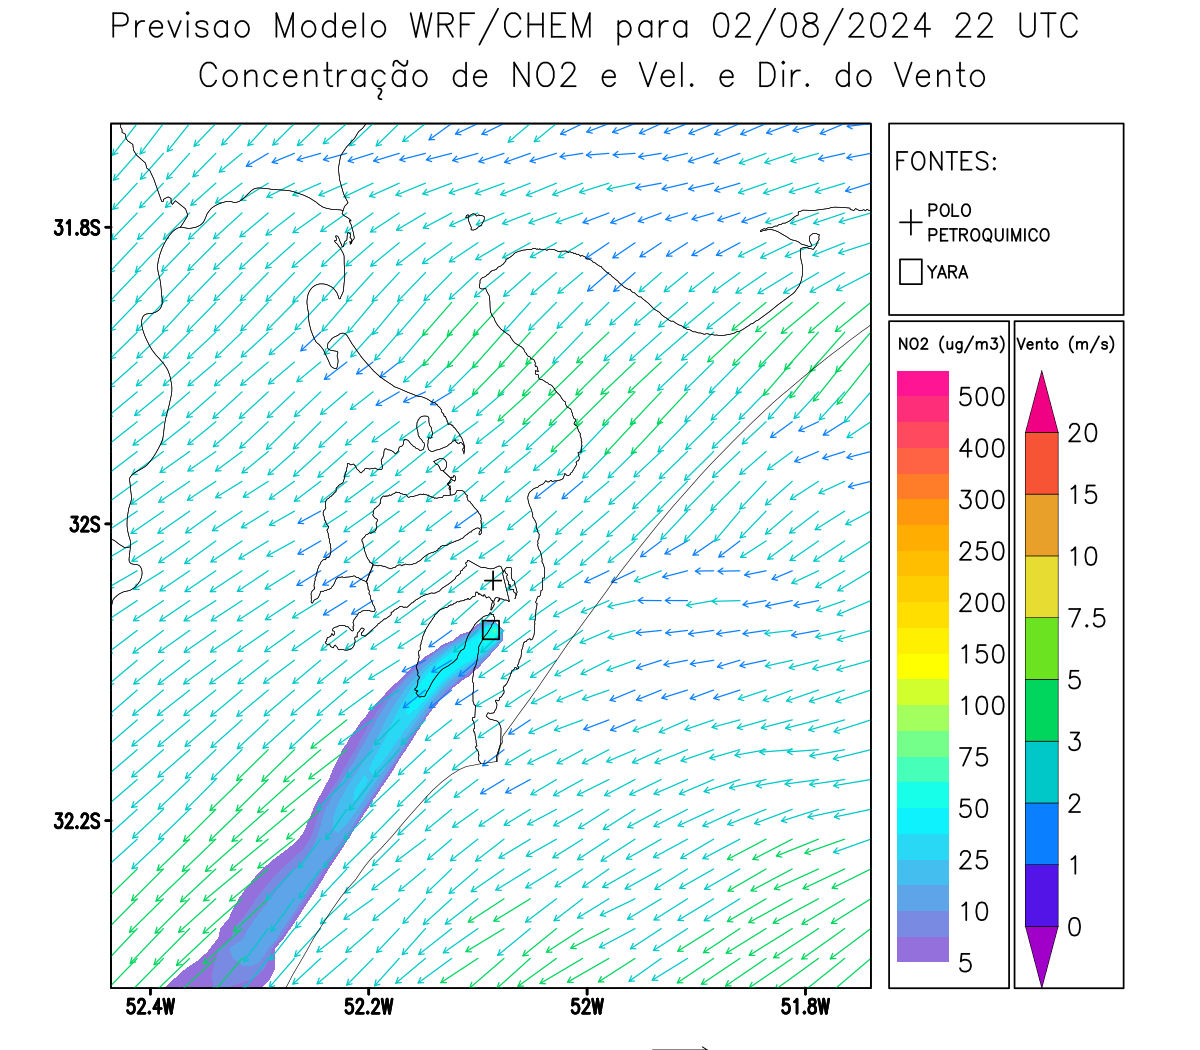 Previsao Modelo WRF/CHEM para 02/08/2024 22 UTC
Concentração de NO2 e Vel. e Dir. do Vento
FONTES:
POLO
PETROQUIMICO
YARA
31.8S
32S
32.2S
52.4W
52.2W
52W
51.8W
NO2 (ug/m3)
500
400
300
250
200
150
100
75
50
25
10
5
Vento (m/s)
20
15
10
7.5
5
3
2
1
0